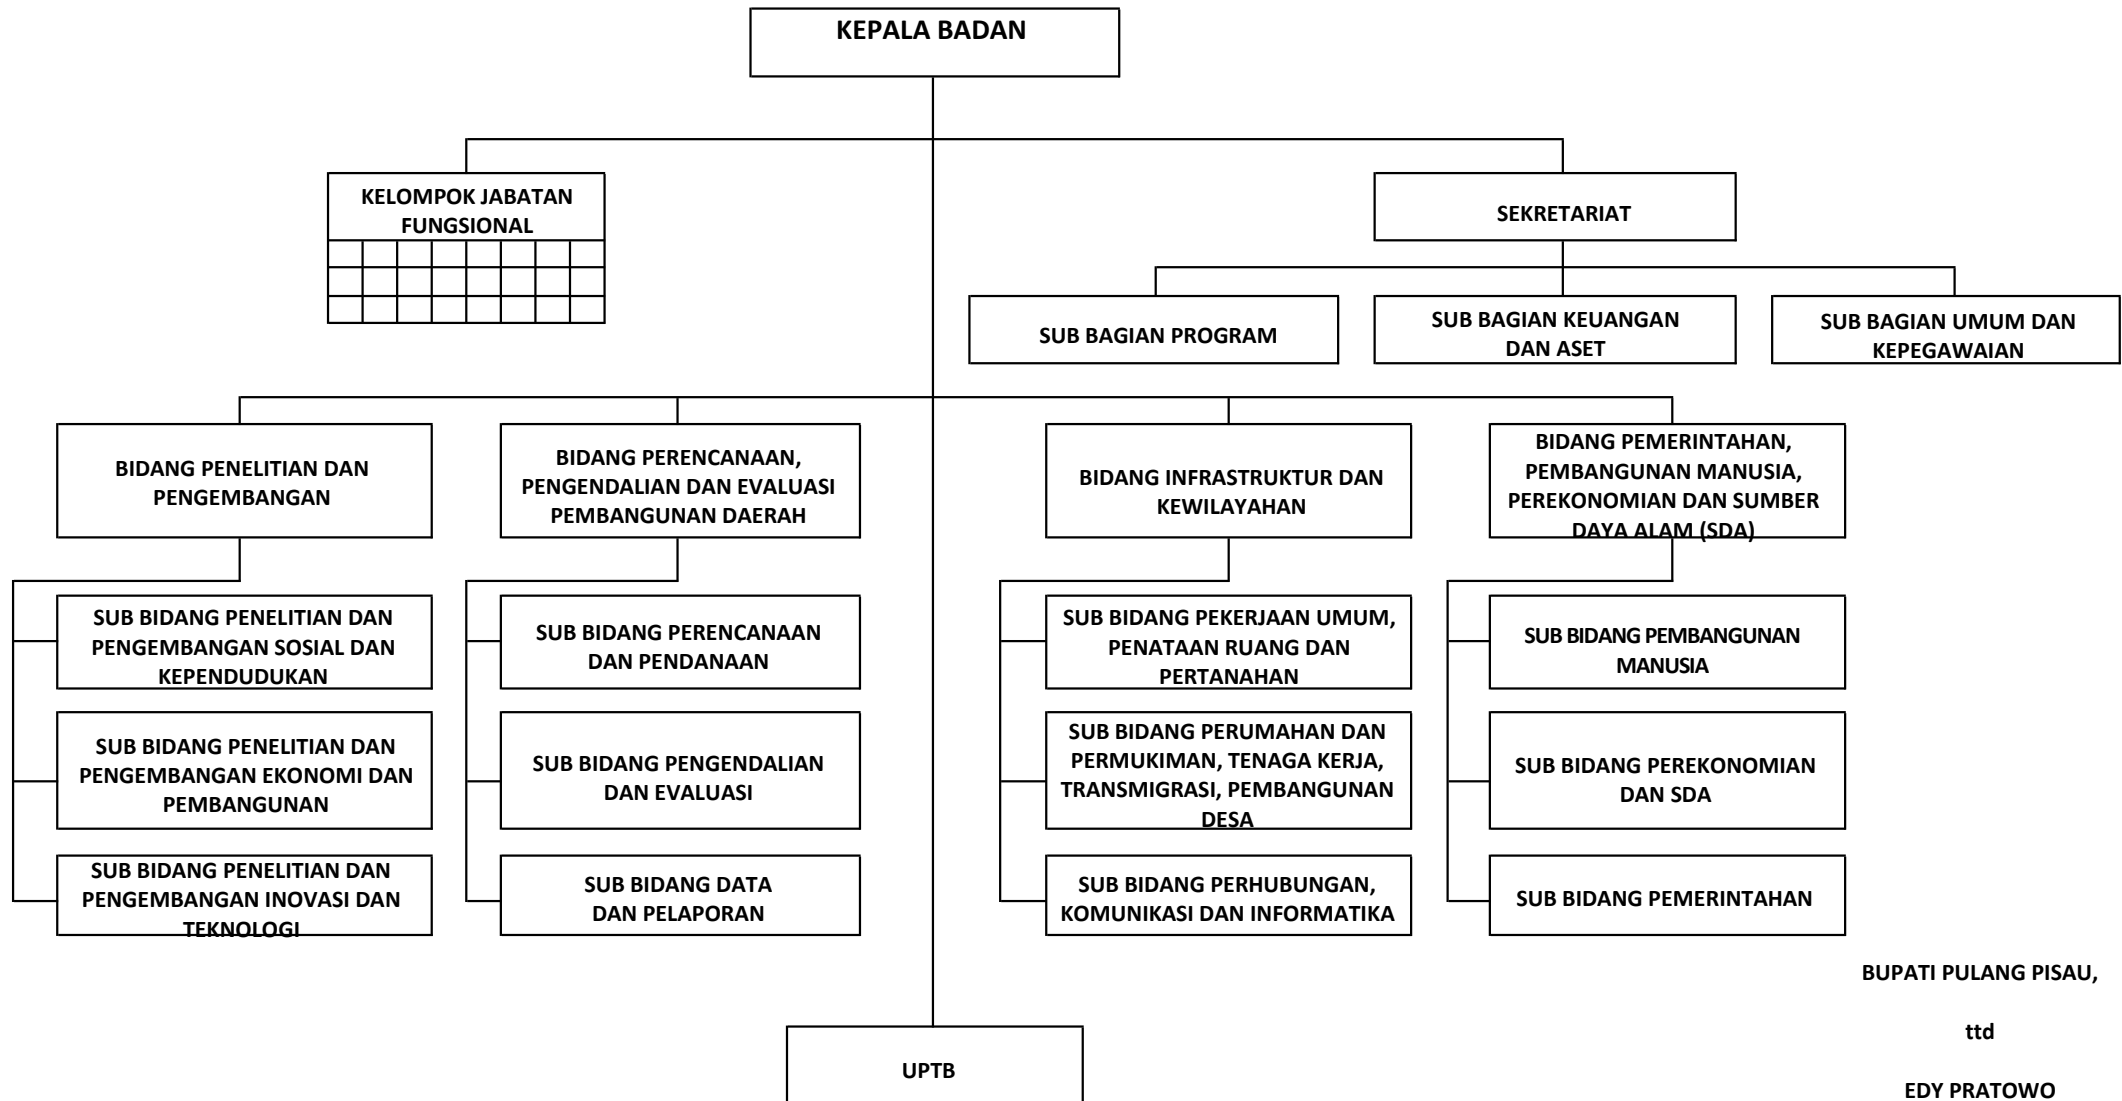 KEPALA BADAN
KELOMPOK JABATAN
FUNGSIONAL
SEKRETARIAT
SUB BAGIAN PROGRAM
SUB BAGIAN KEUANGAN
DAN ASET
SUB BAGIAN UMUM DAN
KEPEGAWAIAN
BIDANG PENELITIAN DAN
PENGEMBANGAN
BIDANG PERENCANAAN,
PENGENDALIAN DAN EVALUASI
PEMBANGUNAN DAERAH
BIDANG INFRASTRUKTUR DAN
KEWILAYAHAN
BIDANG PEMERINTAHAN,
PEMBANGUNAN MANUSIA,
PEREKONOMIAN DAN SUMBER
DAYA ALAM (SDA)
SUB BIDANG PENELITIAN DAN
PENGEMBANGAN SOSIAL DAN
KEPENDUDUKAN
SUB BIDANG PERENCANAAN
DAN PENDANAAN
SUB BIDANG PEKERJAAN UMUM,
PENATAAN RUANG DAN
PERTANAHAN
SUB BIDANG PEMBANGUNAN
MANUSIA
SUB BIDANG PENELITIAN DAN
PENGEMBANGAN EKONOMI DAN
PEMBANGUNAN
SUB BIDANG PENGENDALIAN
DAN EVALUASI
SUB BIDANG PERUMAHAN DAN
PERMUKIMAN, TENAGA KERJA,
TRANSMIGRASI, PEMBANGUNAN
DESA
SUB BIDANG PEREKONOMIAN
DAN SDA
SUB BIDANG PENELITIAN DAN
PENGEMBANGAN INOVASI DAN
TEKNOLOGI
SUB BIDANG DATA
DAN PELAPORAN
SUB BIDANG PERHUBUNGAN,
KOMUNIKASI DAN INFORMATIKA
SUB BIDANG PEMERINTAHAN
UPTB
BUPATI PULANG PISAU,
ttd
EDY PRATOWO